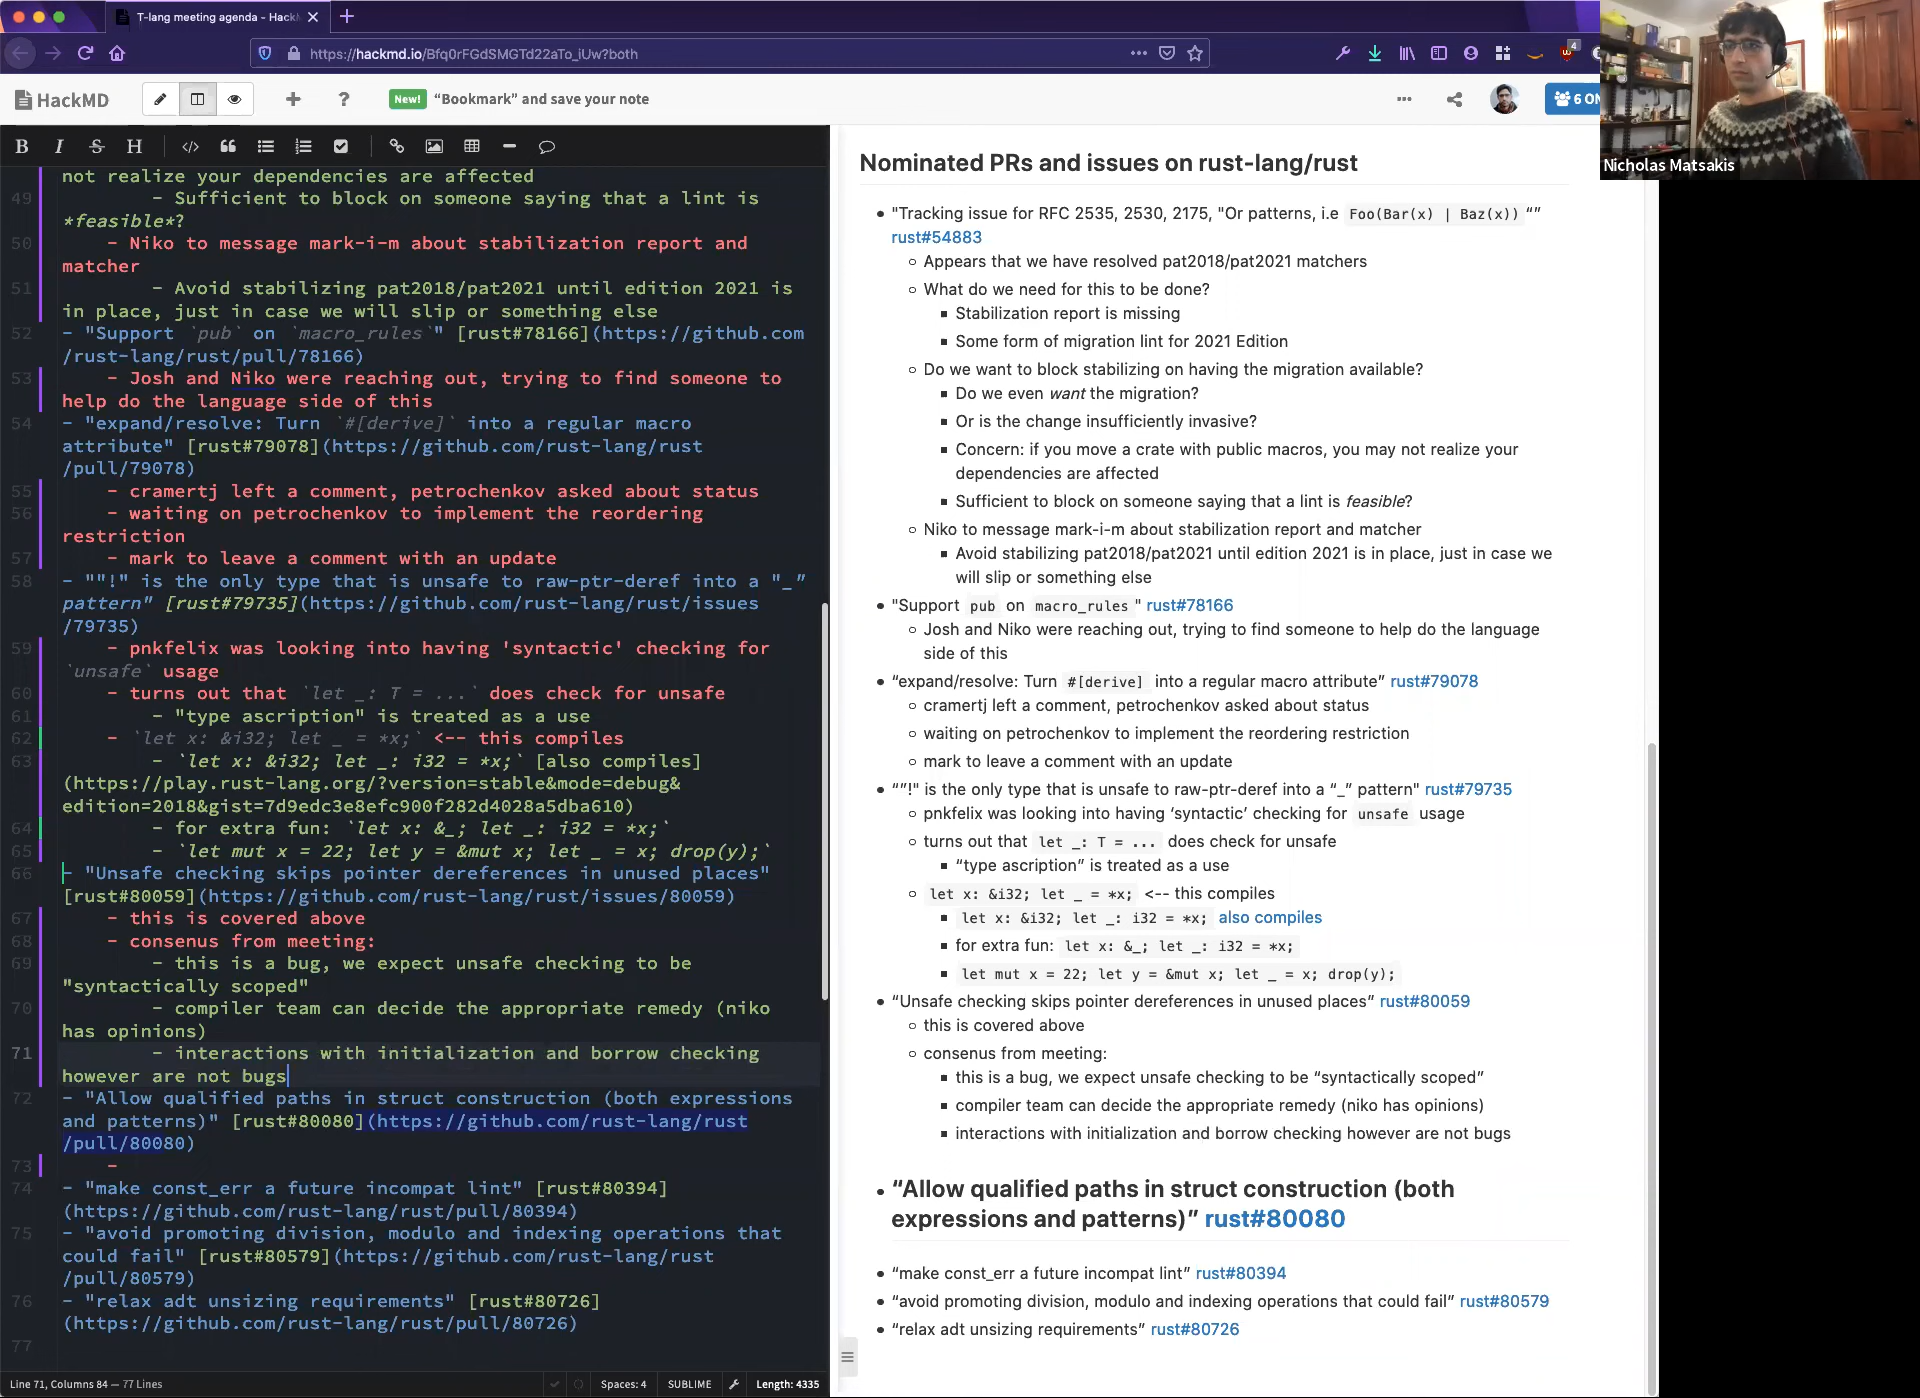 T-lang meeting agenda - Hack
https://hackmd.io/Bfq0rFGdSMGTd22aTo_iUw?both
4
HackMD
New! “Bookmark” and save your note
6 ON
Nicholas Matsakis
B I S H
not realize your dependencies are affected
49 - Sufficient to block on someone saying that a lint is
*feasible*?
50 - Niko to message mark-i-m about stabilization report and
matcher
51 - Avoid stabilizing pat2018/pat2021 until edition 2021 is
in place, just in case we will slip or something else
52 - "Support `pub` on `macro_rules`" [rust#78166](https://github.com
/rust-lang/rust/pull/78166)
53 - Josh and Niko were reaching out, trying to find someone to
help do the language side of this
54 - "expand/resolve: Turn `#[derive]` into a regular macro
attribute" [rust#79078](https://github.com/rust-lang/rust
/pull/79078)
55 - cramertj left a comment, petrochenkov asked about status
56 - waiting on petrochenkov to implement the reordering
restriction
57 - mark to leave a comment with an update
58 - ""!" is the only type that is unsafe to raw-ptr-deref into a "_"
pattern" [rust#79735](https://github.com/rust-lang/rust/issues
/79735)
59 - pnkfelix was looking into having 'syntactic' checking for
`unsafe` usage
60 - turns out that `let _: T = ...` does check for unsafe
61 - "type ascription" is treated as a use
62 - `let x: &i32; let _ = *x;` <-- this compiles
63 - `let x: &i32; let _: i32 = *x;` [also compiles]
(https://play.rust-lang.org/?version=stable&mode=debug&
edition=2018&gist=7d9edc3e8efc900f282d4028a5dba610)
64 - for extra fun: `let x: &_; let _: i32 = *x;`
65 - `let mut x = 22; let y = &mut x; let _ = x; drop(y);`
66 - "Unsafe checking skips pointer dereferences in unused places"
[rust#80059](https://github.com/rust-lang/rust/issues/80059)
67 - this is covered above
68 - consenus from meeting:
69 - this is a bug, we expect unsafe checking to be
"syntactically scoped"
70 - compiler team can decide the appropriate remedy (niko
has opinions)
71 - interactions with initialization and borrow checking
however are not bugs
72 - "Allow qualified paths in struct construction (both expressions
and patterns)" [rust#80080](https://github.com/rust-lang/rust
/pull/80080)
73 -
74 - "make const_err a future incompat lint" [rust#80394]
(https://github.com/rust-lang/rust/pull/80394)
75 - "avoid promoting division, modulo and indexing operations that
could fail" [rust#80579](https://github.com/rust-lang/rust
/pull/80579)
76 - "relax adt unsizing requirements" [rust#80726]
(https://github.com/rust-lang/rust/pull/80726)
77
Line 71, Columns 84 — 77 Lines
Spaces: 4 SUBLIME Length: 4335
Nominated PRs and issues on rust-lang/rust
• "Tracking issue for RFC 2535, 2530, 2175, "Or patterns, i.e Foo(Bar(x) | Baz(x)) “”
rust#54883
Appears that we have resolved pat2018/pat2021 matchers
What do we need for this to be done?
Stabilization report is missing
Some form of migration lint for 2021 Edition
Do we want to block stabilizing on having the migration available?
Do we even want the migration?
Or is the change insufficiently invasive?
Concern: if you move a crate with public macros, you may not realize your
dependencies are affected
Sufficient to block on someone saying that a lint is feasible?
Niko to message mark-i-m about stabilization report and matcher
Avoid stabilizing pat2018/pat2021 until edition 2021 is in place, just in case we
will slip or something else
• "Support pub on macro_rules " rust#78166
Josh and Niko were reaching out, trying to find someone to help do the language
side of this
• “expand/resolve: Turn #[derive] into a regular macro attribute” rust#79078
cramertj left a comment, petrochenkov asked about status
waiting on petrochenkov to implement the reordering restriction
mark to leave a comment with an update
• “”!" is the only type that is unsafe to raw-ptr-deref into a “_” pattern" rust#79735
pnkfelix was looking into having ‘syntactic’ checking for unsafe usage
turns out that let _: T = ... does check for unsafe
“type ascription” is treated as a use
let x: &i32; let _ = *x; <-- this compiles
let x: &i32; let _: i32 = *x; also compiles
for extra fun: let x: &_; let _: i32 = *x;
let mut x = 22; let y = &mut x; let _ = x; drop(y);
• “Unsafe checking skips pointer dereferences in unused places” rust#80059
this is covered above
consenus from meeting:
this is a bug, we expect unsafe checking to be “syntactically scoped”
compiler team can decide the appropriate remedy (niko has opinions)
interactions with initialization and borrow checking however are not bugs
• “Allow qualified paths in struct construction (both
expressions and patterns)” rust#80080
• “make const_err a future incompat lint” rust#80394
• “avoid promoting division, modulo and indexing operations that could fail” rust#80579
• “relax adt unsizing requirements” rust#80726